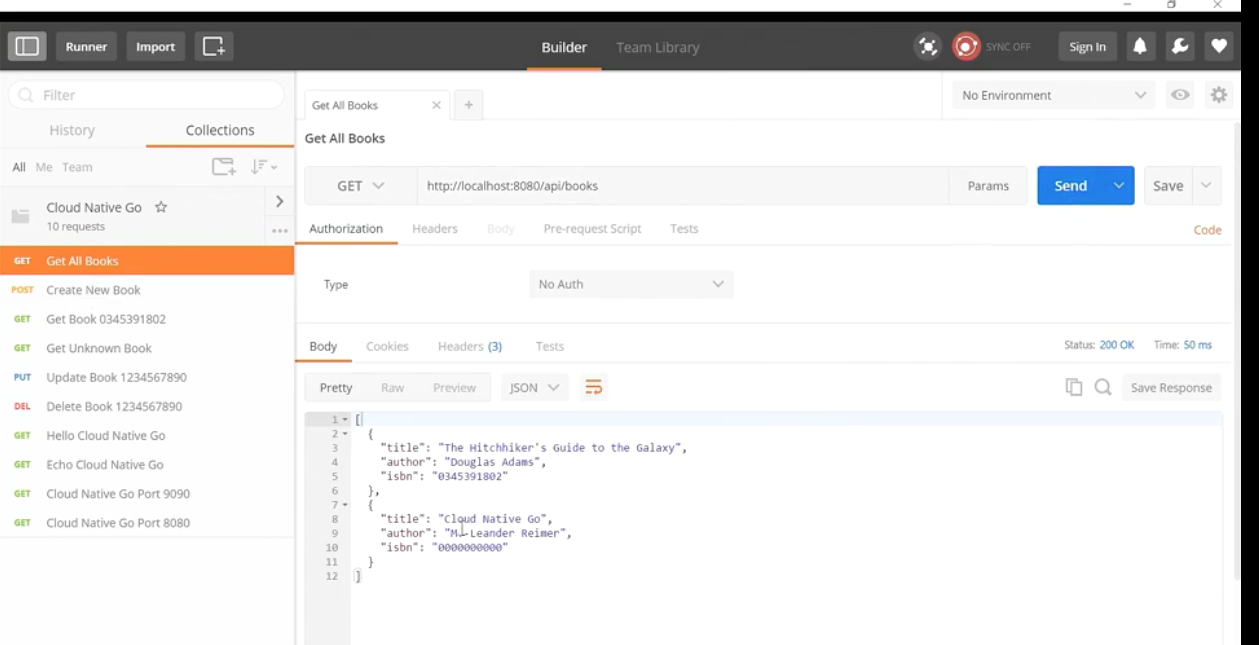 Runner Import Builder Team Library SYNC OFF Sign In
Filter
History Collections
All Me Team
Cloud Native Go
10 requests
GET Get All Books
POST Create New Book
GET Get Book 0345391802
GET Get Unknown Book
PUT Update Book 1234567890
DEL Delete Book 1234567890
GET Hello Cloud Native Go
GET Echo Cloud Native Go
GET Cloud Native Go Port 9090
GET Cloud Native Go Port 8080
Get All Books No Environment
Get All Books
GET http://localhost:8080/api/books Params Send Save
Authorization Headers Body Pre-request Script Tests Code
Type No Auth
Body Cookies Headers (3) Tests Status: 200 OK Time: 50 ms
Pretty Raw Preview JSON Save Response
1 [
2 {
3 "title": "The Hitchhiker's Guide to the Galaxy",
4 "author": "Douglas Adams",
5 "isbn": "0345391802"
6 },
7 {
8 "title": "Cloud Native Go",
9 "author": "M.-Leander Reimer",
10 "isbn": "0000000000"
11 }
12 ]